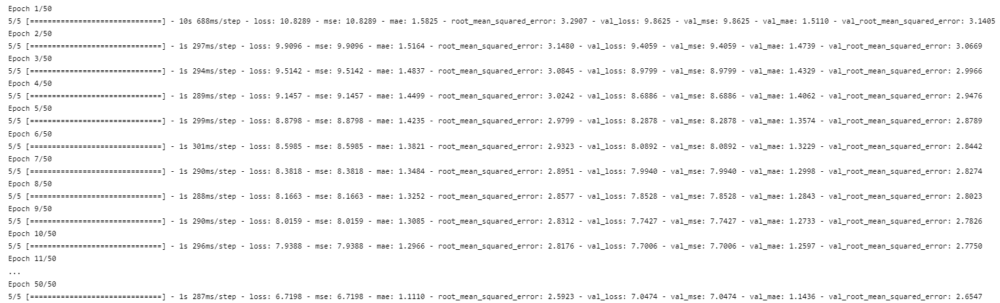 Epoch 1/50
5/5 [==============================] - 10s 688ms/step - loss: 10.8289 - mse: 10.8289 - mae: 1.5825 - root_mean_squared_error: 3.2907 - val_loss: 9.8625 - val_mse: 9.8625 - val_mae: 1.5110 - val_root_mean_squared_error: 3.1405
Epoch 2/50
5/5 [==============================] - 1s 297ms/step - loss: 9.9096 - mse: 9.9096 - mae: 1.5164 - root_mean_squared_error: 3.1480 - val_loss: 9.4059 - val_mse: 9.4059 - val_mae: 1.4739 - val_root_mean_squared_error: 3.0669
Epoch 3/50
5/5 [==============================] - 1s 294ms/step - loss: 9.5142 - mse: 9.5142 - mae: 1.4837 - root_mean_squared_error: 3.0845 - val_loss: 8.9799 - val_mse: 8.9799 - val_mae: 1.4329 - val_root_mean_squared_error: 2.9966
Epoch 4/50
5/5 [==============================] - 1s 289ms/step - loss: 9.1457 - mse: 9.1457 - mae: 1.4499 - root_mean_squared_error: 3.0242 - val_loss: 8.6886 - val_mse: 8.6886 - val_mae: 1.4062 - val_root_mean_squared_error: 2.9476
Epoch 5/50
5/5 [==============================] - 1s 299ms/step - loss: 8.8798 - mse: 8.8798 - mae: 1.4235 - root_mean_squared_error: 2.9799 - val_loss: 8.2878 - val_mse: 8.2878 - val_mae: 1.3574 - val_root_mean_squared_error: 2.8789
Epoch 6/50
5/5 [==============================] - 1s 301ms/step - loss: 8.5985 - mse: 8.5985 - mae: 1.3821 - root_mean_squared_error: 2.9323 - val_loss: 8.0892 - val_mse: 8.0892 - val_mae: 1.3229 - val_root_mean_squared_error: 2.8442
Epoch 7/50
5/5 [==============================] - 1s 290ms/step - loss: 8.3818 - mse: 8.3818 - mae: 1.3484 - root_mean_squared_error: 2.8951 - val_loss: 7.9940 - val_mse: 7.9940 - val_mae: 1.2998 - val_root_mean_squared_error: 2.8274
Epoch 8/50
5/5 [==============================] - 1s 288ms/step - loss: 8.1663 - mse: 8.1663 - mae: 1.3252 - root_mean_squared_error: 2.8577 - val_loss: 7.8528 - val_mse: 7.8528 - val_mae: 1.2843 - val_root_mean_squared_error: 2.8023
Epoch 9/50
5/5 [==============================] - 1s 290ms/step - loss: 8.0159 - mse: 8.0159 - mae: 1.3085 - root_mean_squared_error: 2.8312 - val_loss: 7.7427 - val_mse: 7.7427 - val_mae: 1.2733 - val_root_mean_squared_error: 2.7826
Epoch 10/50
5/5 [==============================] - 1s 296ms/step - loss: 7.9388 - mse: 7.9388 - mae: 1.2966 - root_mean_squared_error: 2.8176 - val_loss: 7.7006 - val_mse: 7.7006 - val_mae: 1.2597 - val_root_mean_squared_error: 2.7750
Epoch 11/50
...
Epoch 50/50
5/5 [==============================] - 1s 287ms/step - loss: 6.7198 - mse: 6.7198 - mae: 1.1110 - root_mean_squared_error: 2.5923 - val_loss: 7.0474 - val_mse: 7.0474 - val_mae: 1.1436 - val_root_mean_squared_error: 2.6547